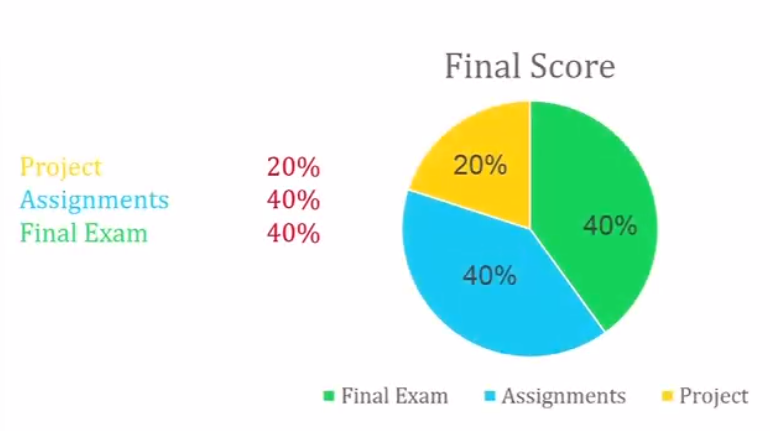 Final Score
Project 20%
Assignments 40%
Final Exam 40%
20%
40%
40%
Final Exam Assignments Project